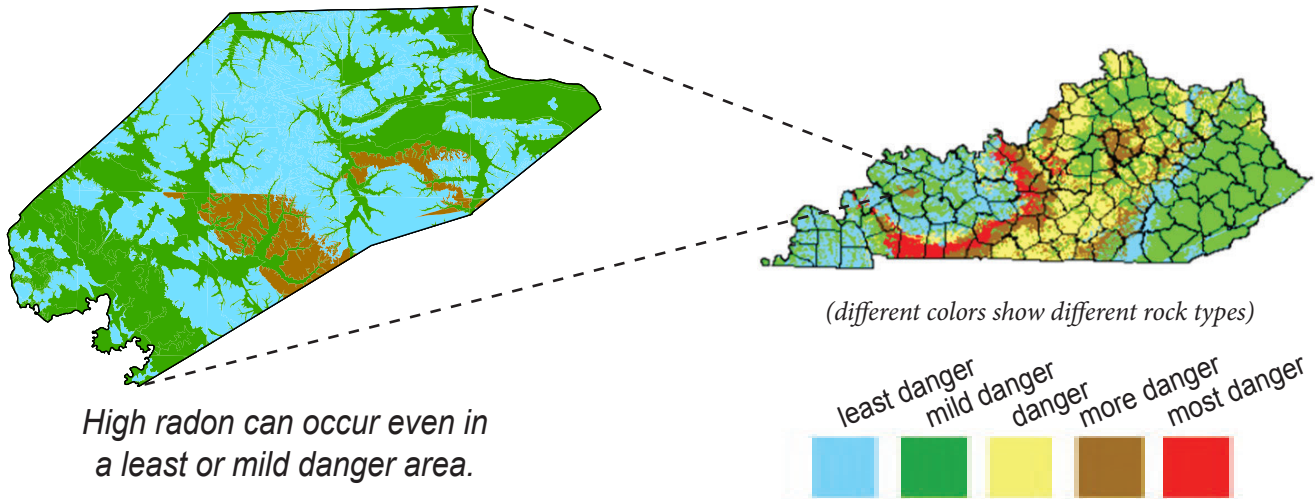 (different colors show different rock types)
High radon can occur even in
a least or mild danger area.
least danger
mild danger
danger
more danger
most danger